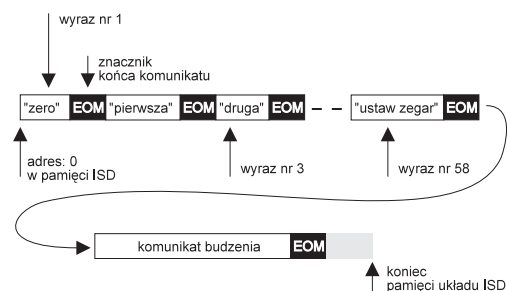 wyraz nr 1
znacznik
końca komunikatu
"zero" EOM "pierwsza" EOM "druga" EOM "ustaw zegar" EOM
adres: 0
w pamięci ISD
wyraz nr 3
wyraz nr 58
komunikat budzenia EOM
koniec
pamięci układu ISD